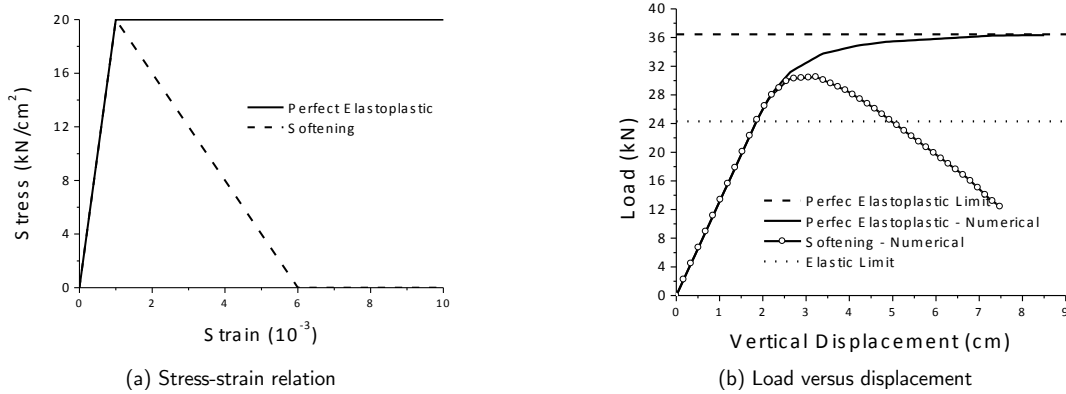 20
16
12
8
4
0
Stress (kN/cm²)
Perfect Elastoplastic
Softening
0 2 4 6 8 10
Strain (10⁻³)
(a) Stress-strain relation
40
36
32
28
24
20
16
12
8
4
0
Load (kN)
Perfec Elastoplastic Limit
Perfec Elastoplastic - Numerical
Softening - Numerical
Elastic Limit
0 1 2 3 4 5 6 7 8 9
Vertical Displacement (cm)
(b) Load versus displacement